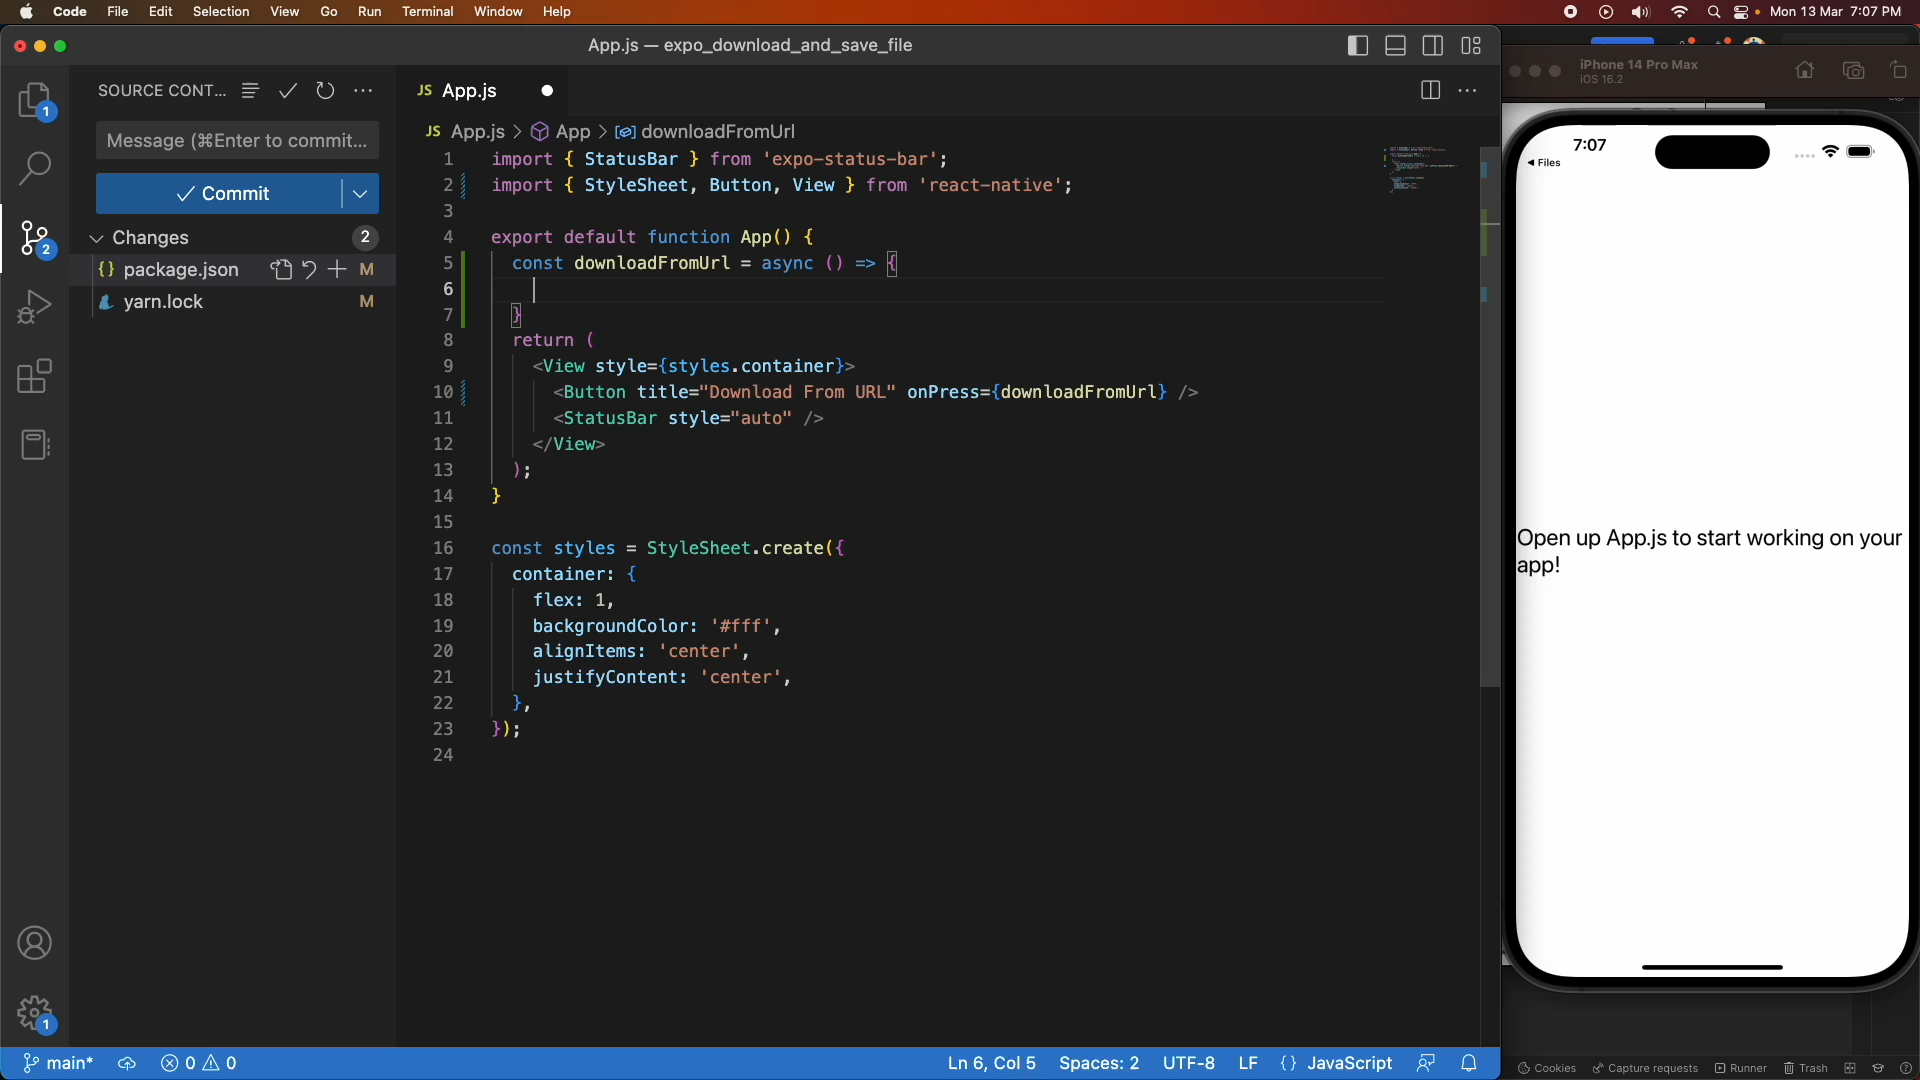 Code File Edit Selection View Go Run Terminal Window Help
Mon 13 Mar 7:07 PM
App.js — expo_download_and_save_file
SOURCE CONT...
JS App.js
JS App.js > App > downloadFromUrl
Message (⌘Enter to commit...
Commit
Changes 2
{} package.json M
yarn.lock M
1
2
1
1 import { StatusBar } from 'expo-status-bar';
2 import { StyleSheet, Button, View } from 'react-native';
3
4 export default function App() {
5 const downloadFromUrl = async () => {
6
7 }
8 return (
9 <View style={styles.container}>
10 <Button title="Download From URL" onPress={downloadFromUrl} />
11 <StatusBar style="auto" />
12 </View>
13 );
14 }
15
16 const styles = StyleSheet.create({
17 container: {
18 flex: 1,
19 backgroundColor: '#fff',
20 alignItems: 'center',
21 justifyContent: 'center',
22 },
23 });
24
main* 0 0
Ln 6, Col 5 Spaces: 2 UTF-8 LF {} JavaScript
iPhone 14 Pro Max
iOS 16.2
7:07
Files
Open up App.js to start working on your
app!
Cookies Capture requests Runner Trash